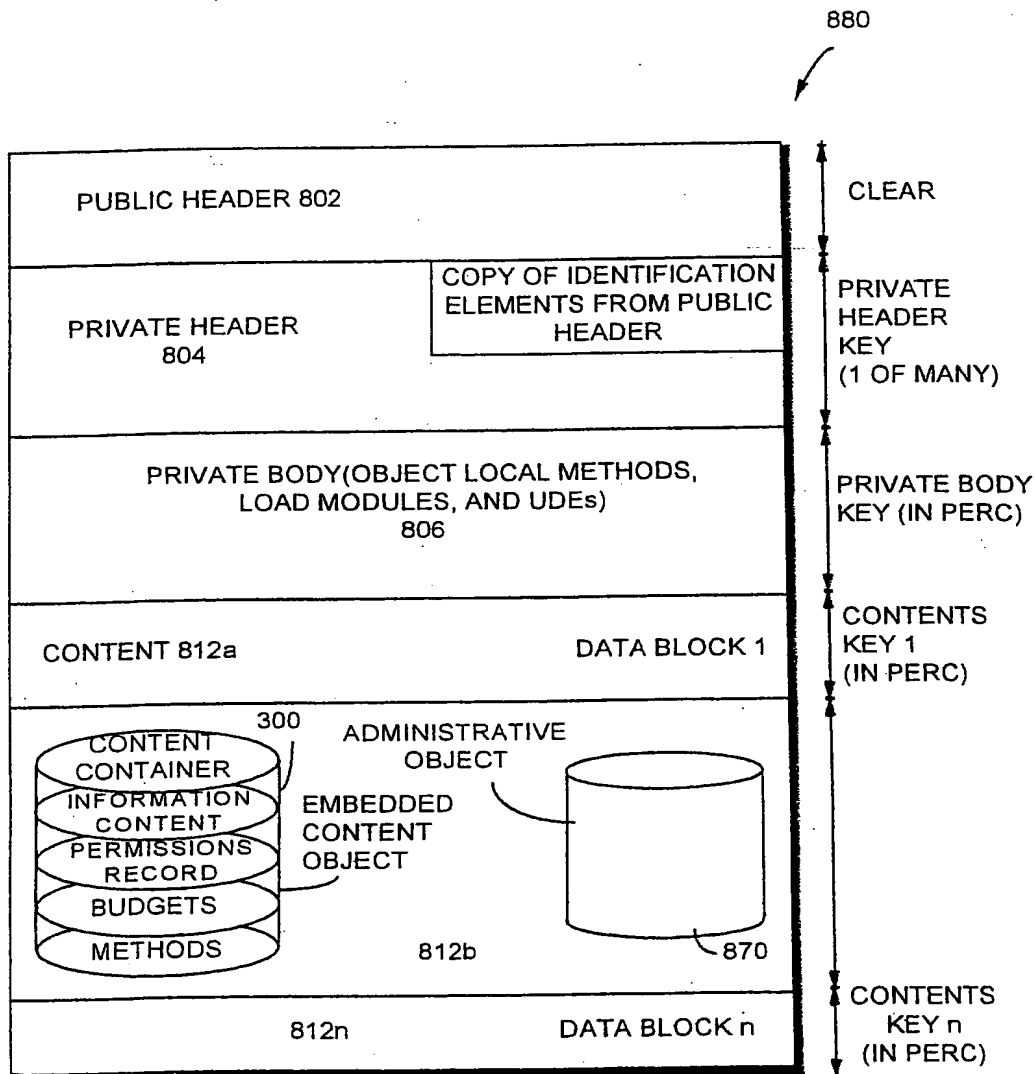 880
PUBLIC HEADER 802
CLEAR
COPY OF IDENTIFICATION
ELEMENTS FROM PUBLIC
HEADER
PRIVATE HEADER
804
PRIVATE
HEADER
KEY
(1 OF MANY)
PRIVATE BODY(OBJECT LOCAL METHODS,
LOAD MODULES, AND UDEs)
806
PRIVATE BODY
KEY (IN PERC)
CONTENT 812a
DATA BLOCK 1
CONTENTS
KEY 1
(IN PERC)
300
CONTENT
CONTAINER
INFORMATION
CONTENT
PERMISSIONS
RECORD
BUDGETS
METHODS
EMBEDDED
CONTENT
OBJECT
ADMINISTRATIVE
OBJECT
812b
870
812n
DATA BLOCK n
CONTENTS
KEY n
(IN PERC)